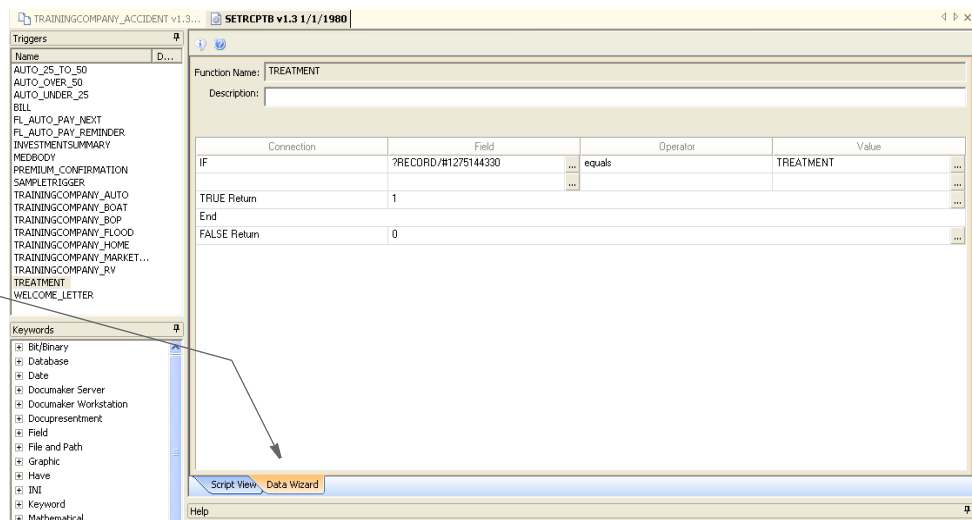 TRAININGCOMPANY_ACCIDENT v1.3... SETRCPTB v1.3 1/1/1980
Triggers
Name D...
AUTO_25_TO_50
AUTO_OVER_50
AUTO_UNDER_25
BILL
FL_AUTO_PAY_NEXT
FL_AUTO_PAY_REMINDER
INVESTMENTSUMMARY
MEDBODY
PREMIUM_CONFIRMATION
SAMPLETRIGGER
TRAININGCOMPANY_AUTO
TRAININGCOMPANY_BOAT
TRAININGCOMPANY_BOP
TRAININGCOMPANY_FLOOD
TRAININGCOMPANY_HOME
TRAININGCOMPANY_MARKET...
TRAININGCOMPANY_RV
TREATMENT
WELCOME_LETTER
Keywords
Bit/Binary
Database
Date
Documaker Server
Documaker Workstation
Docupresentment
Field
File and Path
Graphic
Have
INI
Keyword
Mathematical
Function Name: TREATMENT
Description:
Connection Field Operator Value
IF ?RECORD/#1275144330 ... equals TREATMENT ...
... ...
TRUE Return 1 ...
End
FALSE Return 0 ...
Script View Data Wizard
Help